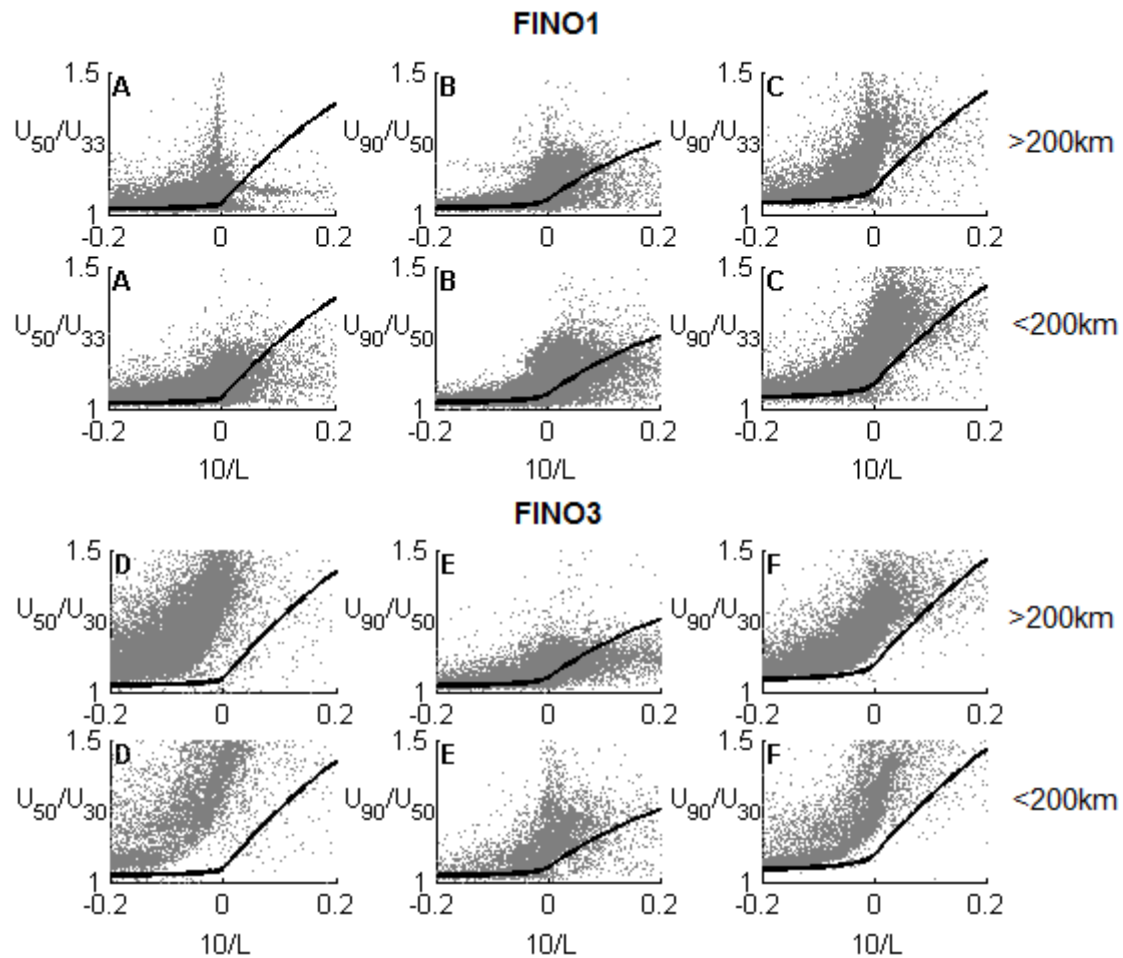 FINO1
1.5 A B 1.5 C
U50/U33 U90/U50 U90/U33 >200km
1 1 1
-0.2 0 0.2 -0.2 0 0.2 -0.2 0 0.2
1.5 A 1.5 B 1.5 C
U50/U33 U90/U50 U90/U33 <200km
1 1 1
-0.2 0 0.2 -0.2 0 0.2 -0.2 0 0.2
10/L 10/L 10/L
FINO3
1.5 D 1.5 E 1.5 F
U50/U30 U90/U50 U90/U30 >200km
1 1 1
-0.2 0 0.2 -0.2 0 0.2 -0.2 0 0.2
1.5 D 1.5 E 1.5 F
U50/U30 U90/U50 U90/U30 <200km
1 1 1
-0.2 0 0.2 -0.2 0 0.2 -0.2 0 0.2
10/L 10/L 10/L